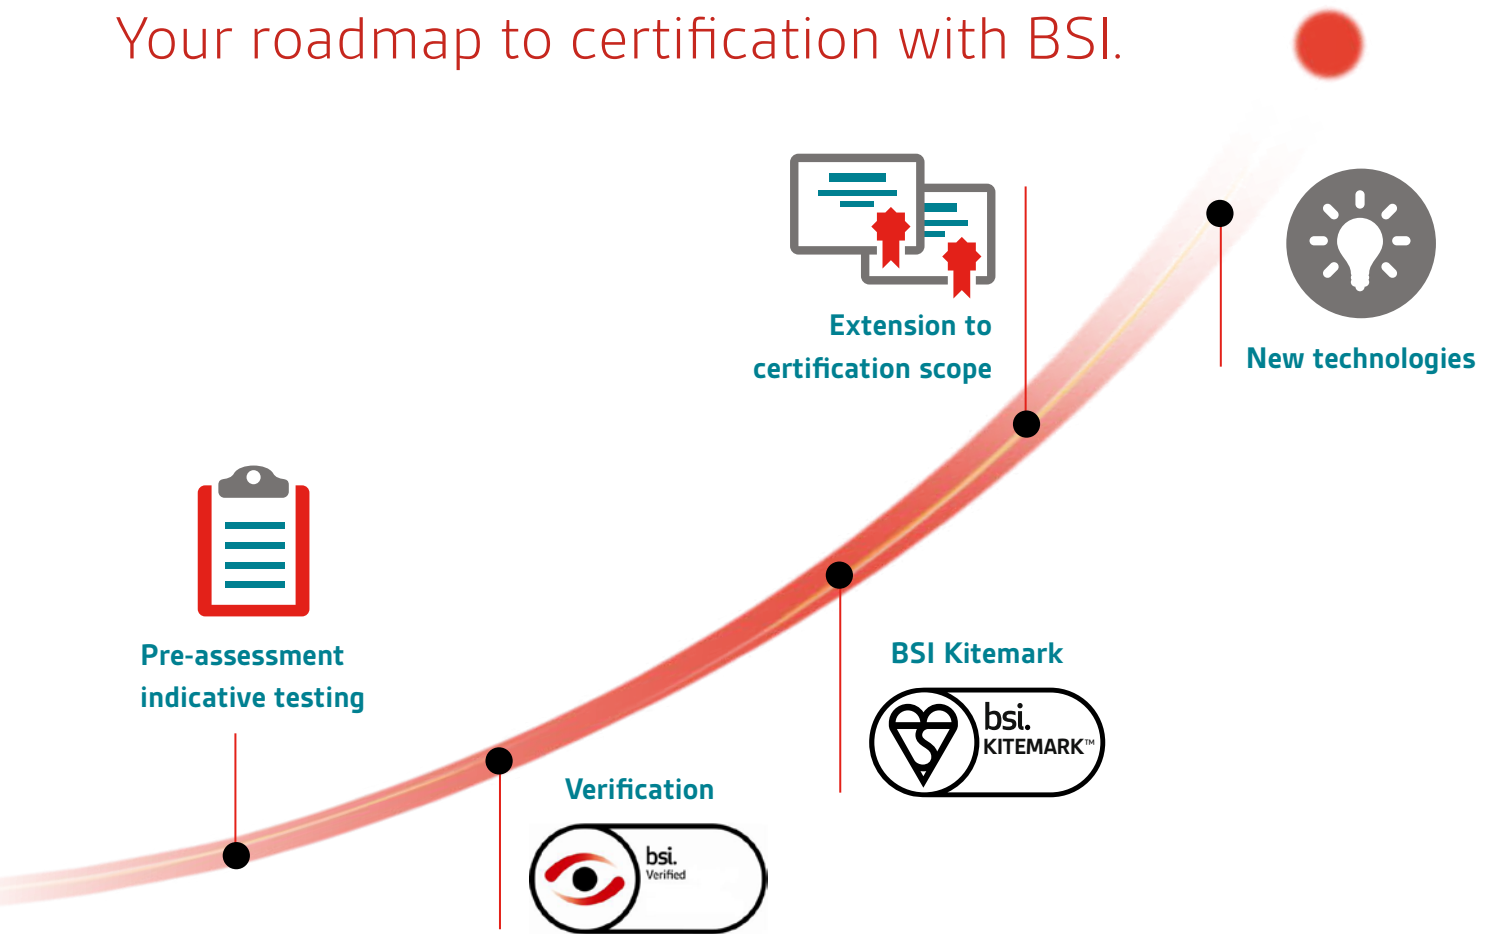 Your roadmap to certification with BSI.
Extension to
certification scope
New technologies
Pre-assessment
indicative testing
BSI Kitemark
bsi.
KITEMARK™
Verification
bsi.
Verified